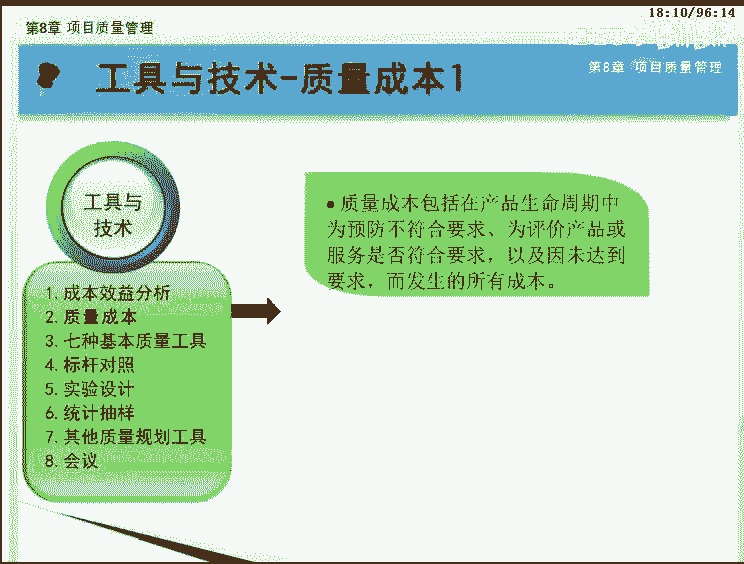 18:10/96:14
第8章 项目质量管理
工具与技术-质量成本1
第8章 项目质量管理
工具与
技术
1. 成本效益分析
2. 质量成本
3. 七种基本质量工具
4. 标杆对照
5. 实验设计
6. 统计抽样
7. 其他质量规划工具
8. 会议
• 质量成本包括在产品生命周期中
为预防不符合要求、为评价产品或
服务是否符合要求，以及因未达到
要求，而发生的所有成本。